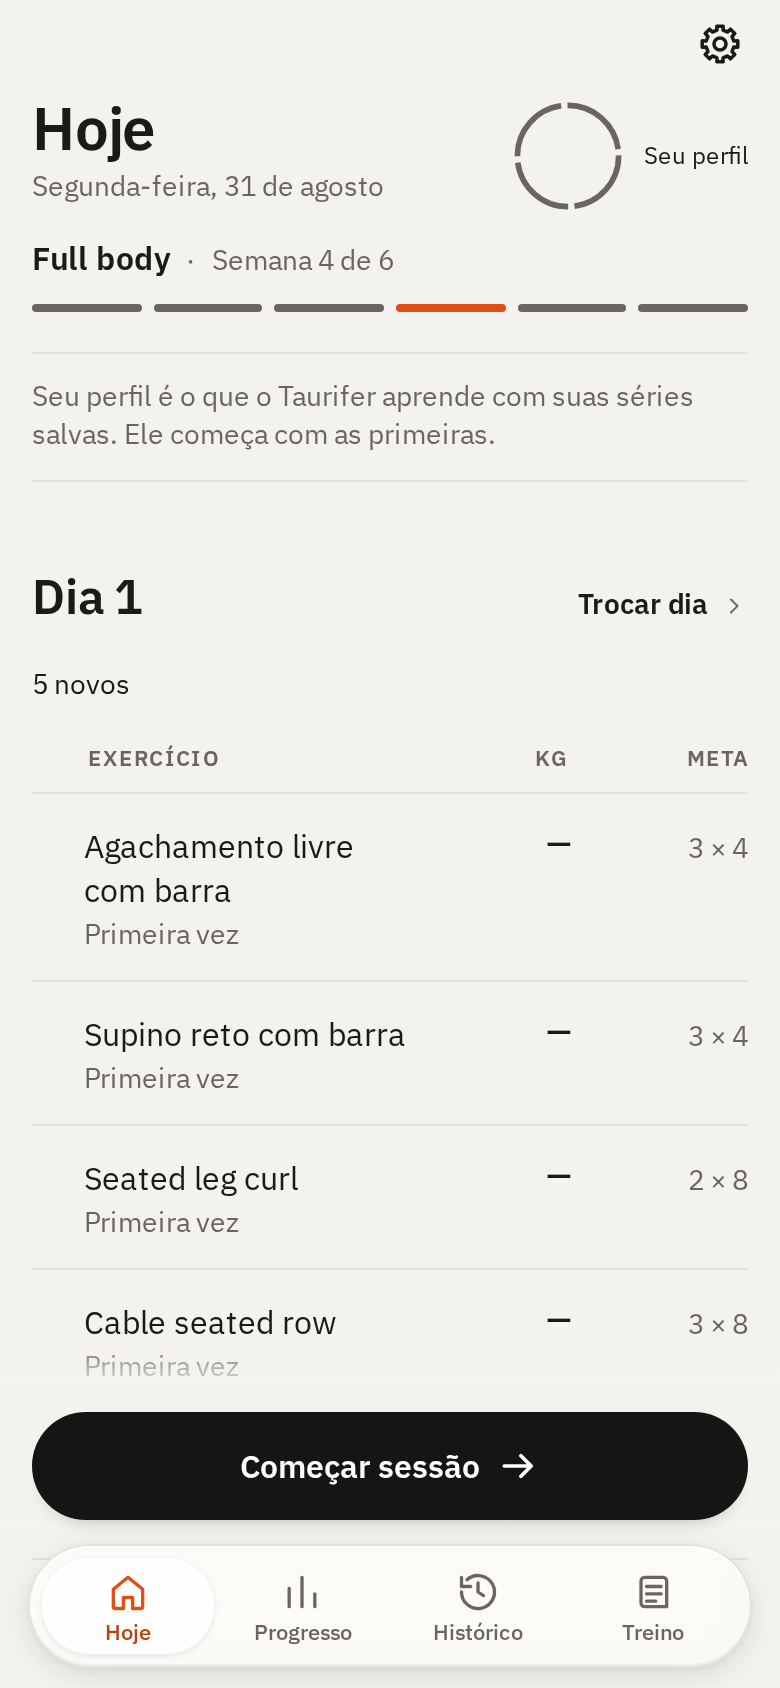 Hoje
Segunda-feira, 31 de agosto
Seu perfil
Full body · Semana 4 de 6
Seu perfil é o que o Taurifer aprende com suas séries
salvas. Ele começa com as primeiras.
Dia 1
Trocar dia
5 novos
EXERCÍCIO KG META
Agachamento livre — 3 × 4
com barra
Primeira vez
Supino reto com barra — 3 × 4
Primeira vez
Seated leg curl — 2 × 8
Primeira vez
Cable seated row — 3 × 8
Primeira vez
Começar sessão →
Hoje Progresso Histórico Treino